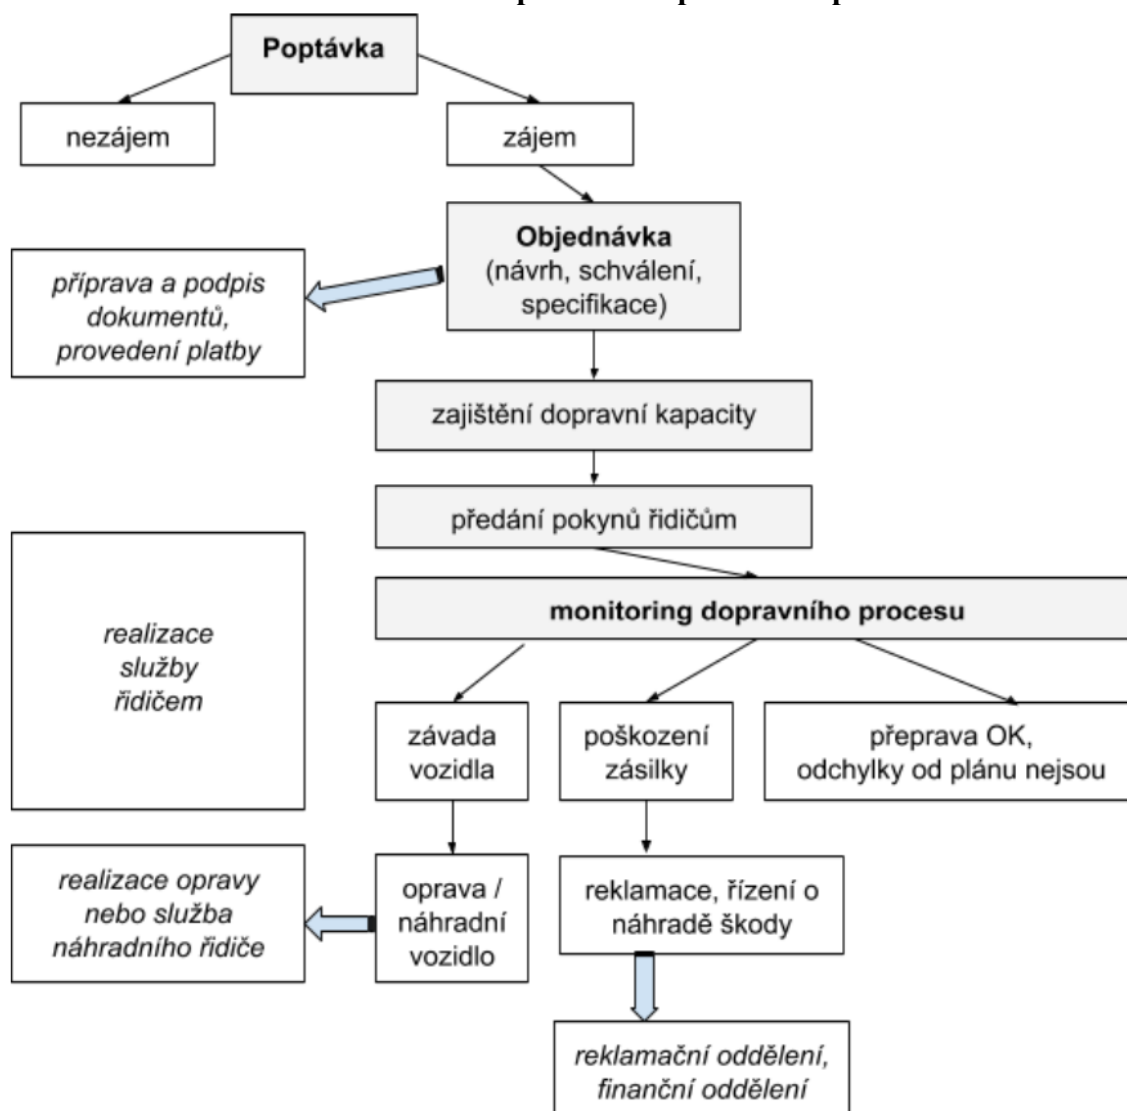 Poptávka
nezájem
zájem
Objednávka
(návrh, schválení,
specifikace)
příprava a podpis
dokumentů,
provedení platby
zajištění dopravní kapacity
předání pokynů řidičům
monitoring dopravního procesu
realizace
služby
řidičem
závada
vozidla
poškození
zásilky
přeprava OK,
odchylky od plánu nejsou
realizace opravy
nebo služba
náhradního řidiče
oprava /
náhradní
vozidlo
reklamace, řízení o
náhradě škody
reklamační oddělení,
finanční oddělení